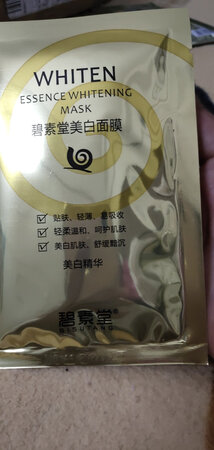 WHITEN
ESSENCE WHITENING
MASK
碧素堂美白面膜
贴肤、轻薄、易吸收
轻柔温和、呵护肌肤
美白肌肤、舒缓黯沉
美白精华
碧素堂®
BISUTANG